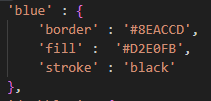 'blue' : {
    'border' : '#8EACCD',
    'fill' :  '#D2E0FB',
    'stroke' : 'black'
},